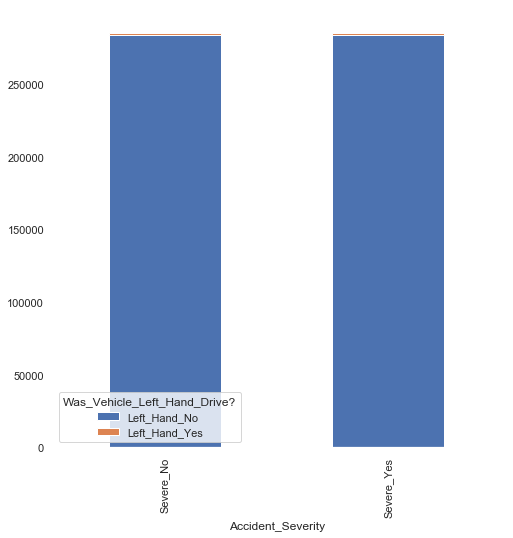 250000
200000
150000
100000
50000
0
Was_Vehicle_Left_Hand_Drive?
Left_Hand_No
Left_Hand_Yes
Severe_No
Severe_Yes
Accident_Severity